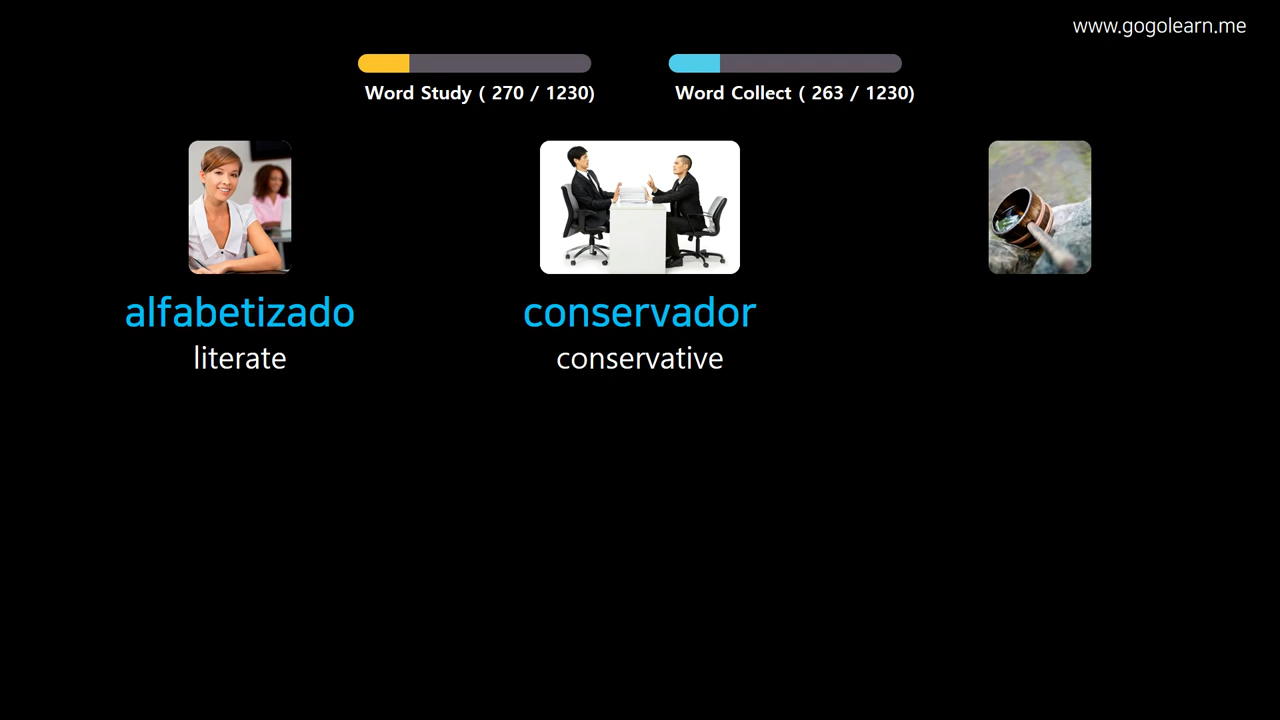 www.gogolearn.me
Word Study ( 270 / 1230)
Word Collect ( 263 / 1230)
alfabetizado
literate
conservador
conservative